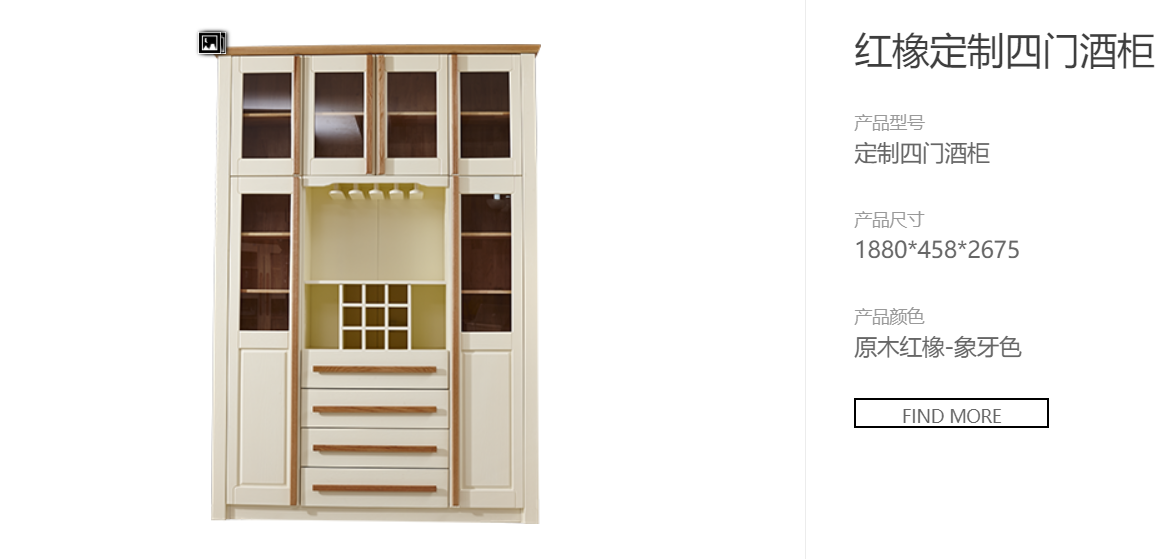 红橡定制四门酒柜
产品型号
定制四门酒柜
产品尺寸
1880*458*2675
产品颜色
原木红橡-象牙色
FIND MORE